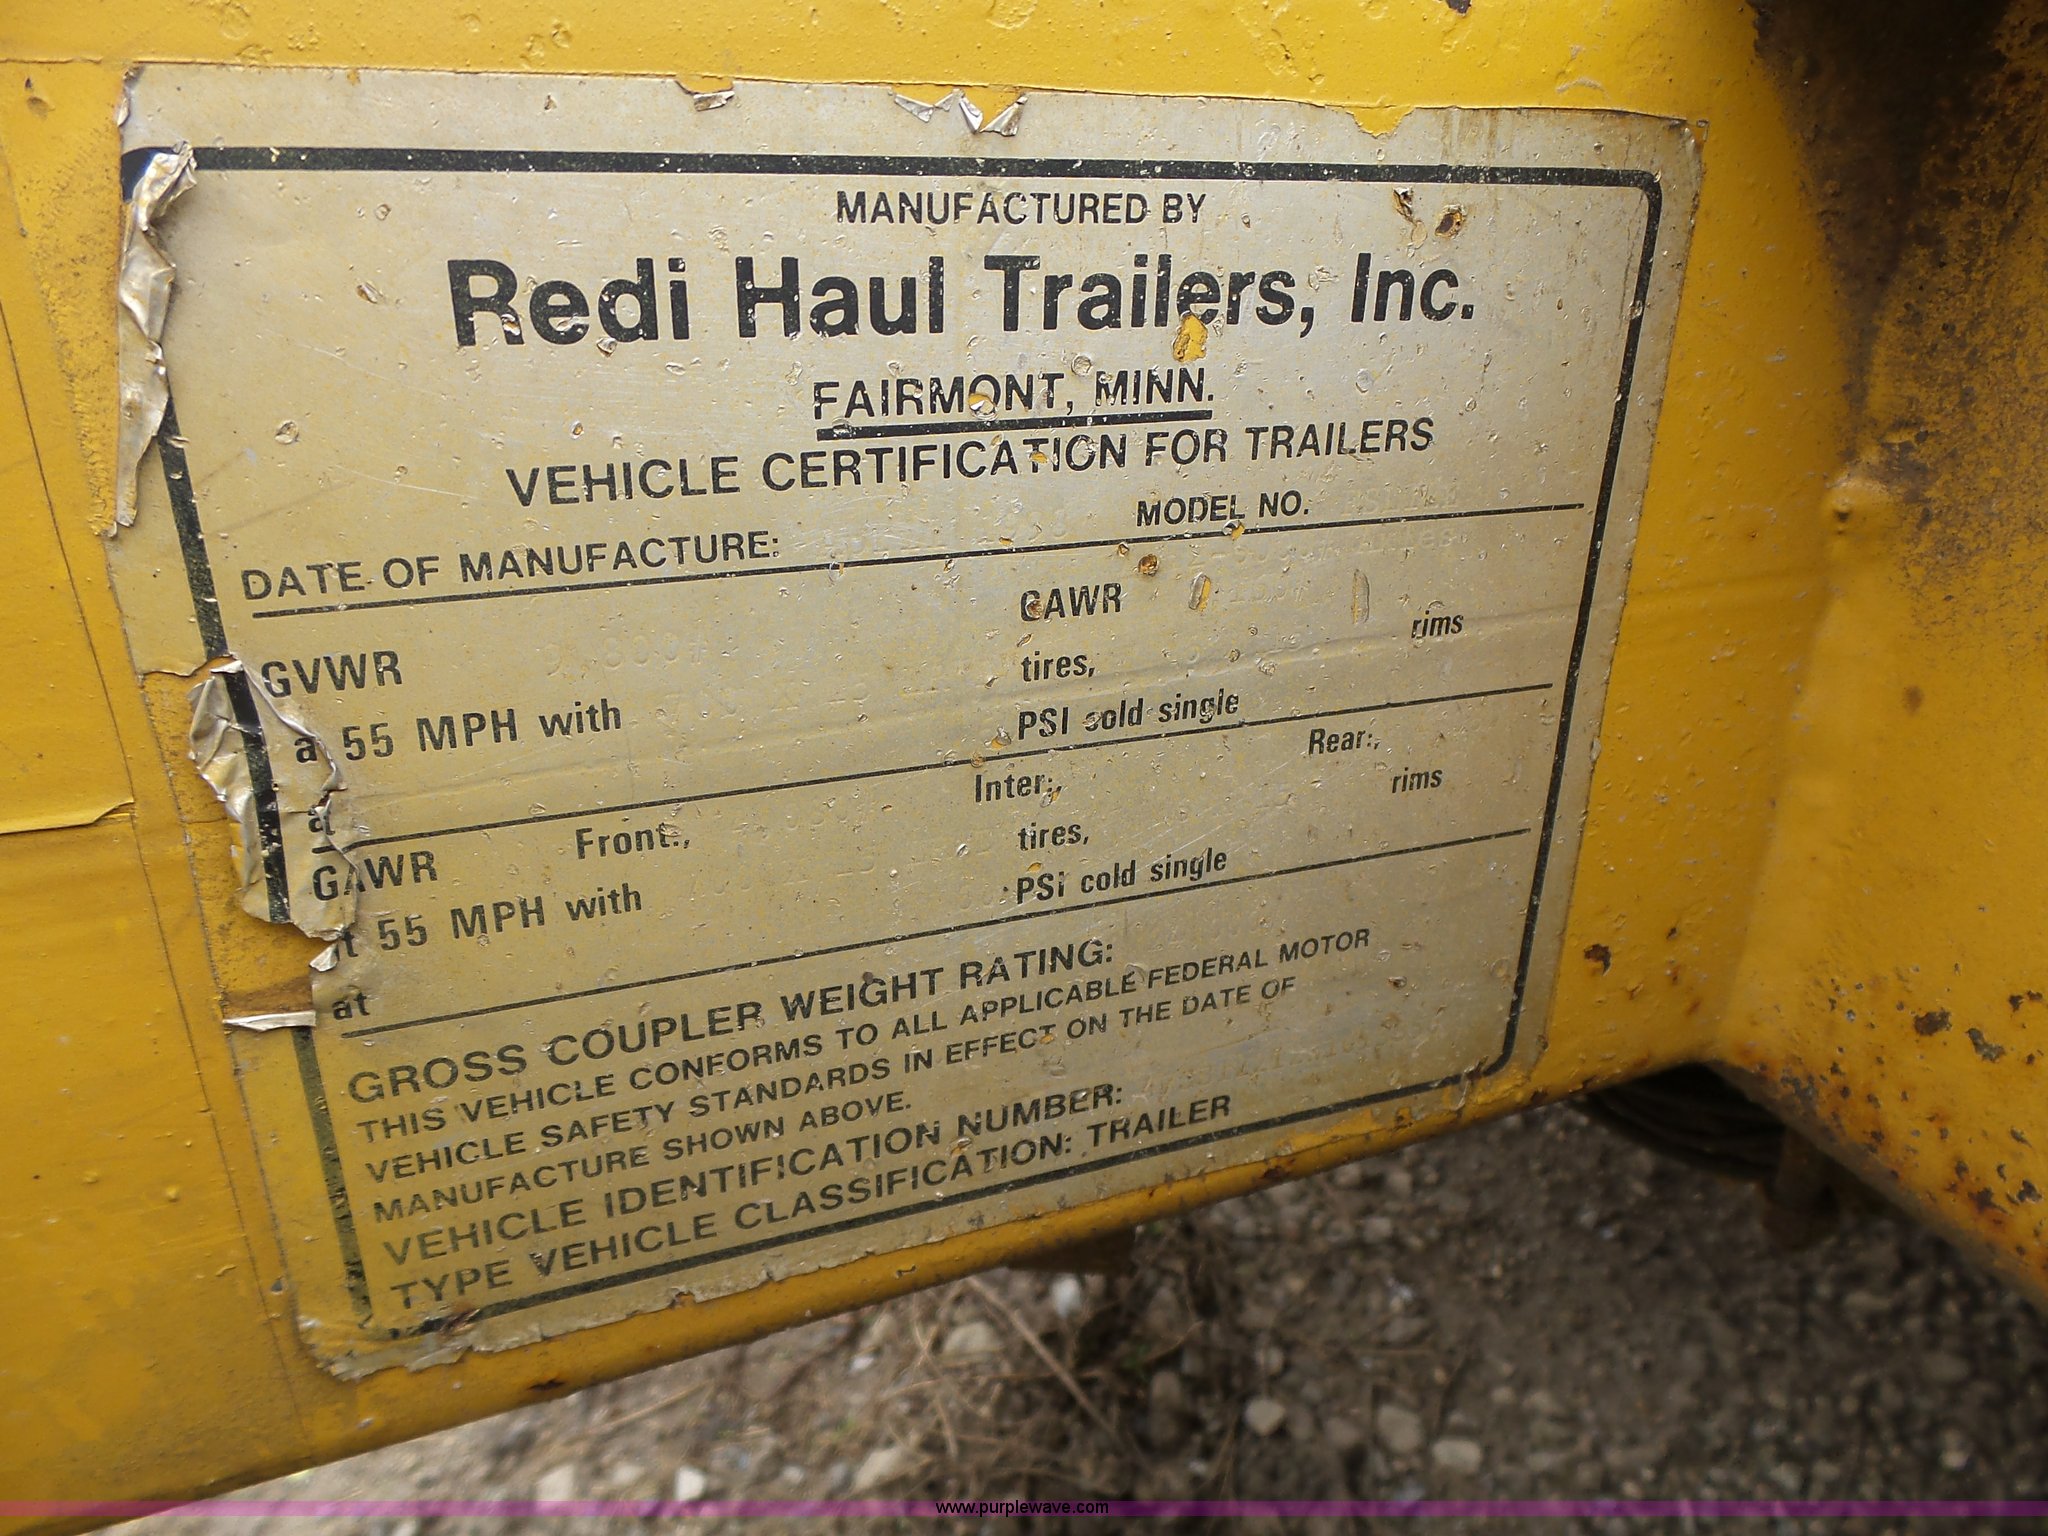 MANUFACTURED BY
Redi Haul Trailers, Inc.
FAIRMONT, MINN.
VEHICLE CERTIFICATION FOR TRAILERS
DATE OF MANUFACTURE: MODEL NO.
GVWR GAWR
at 55 MPH with tires, rims
at PSI cold single
GAWR Front:, Inter:, Rear:,
at 55 MPH with tires, rims
at PSI cold single
GROSS COUPLER WEIGHT RATING:
THIS VEHICLE CONFORMS TO ALL APPLICABLE FEDERAL MOTOR
VEHICLE SAFETY STANDARDS IN EFFECT ON THE DATE OF
MANUFACTURE SHOWN ABOVE.
VEHICLE IDENTIFICATION NUMBER:
TYPE VEHICLE CLASSIFICATION: TRAILER
www.purplewave.com